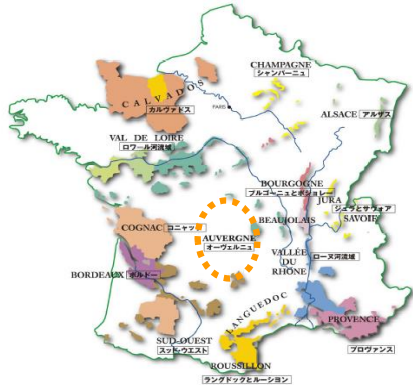 CHAMPAGNE
シャンパーニュ
CALVADOS
カルヴァドス
PARIS
ALSACE アルザス
VAL DE LOIRE
ロワール河流域
BOURGOGNE
ブルゴーニュとボジョレー
JURA
ジュラとサヴォア
SAVOIE
BEAUJOLAIS
COGNAC コニャック
AUVERGNE
オーヴェルニュ
VALLÉE
DU
RHÔNE
ローヌ河流域
BORDEAUX ボルドー
LANGUEDOC
PROVENCE
プロヴァンス
SUD-OUEST
スッド・ウエスト
ROUSSILLON
ラングドックとルーシヨン